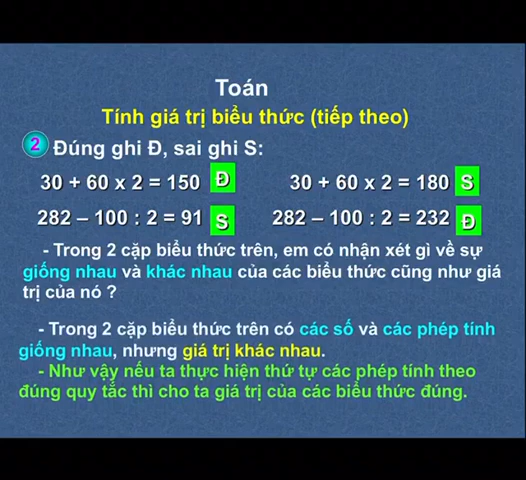 Toán
Tính giá trị biểu thức (tiếp theo)
2 Đúng ghi Đ, sai ghi S:
30 + 60 x 2 = 150 Đ 30 + 60 x 2 = 180 S
282 – 100 : 2 = 91 S 282 – 100 : 2 = 232 Đ
- Trong 2 cặp biểu thức trên, em có nhận xét gì về sự
giống nhau và khác nhau của các biểu thức cũng như giá
trị của nó ?
- Trong 2 cặp biểu thức trên có các số và các phép tính
giống nhau, nhưng giá trị khác nhau.
- Như vậy nếu ta thực hiện thứ tự các phép tính theo
đúng quy tắc thì cho ta giá trị của các biểu thức đúng.